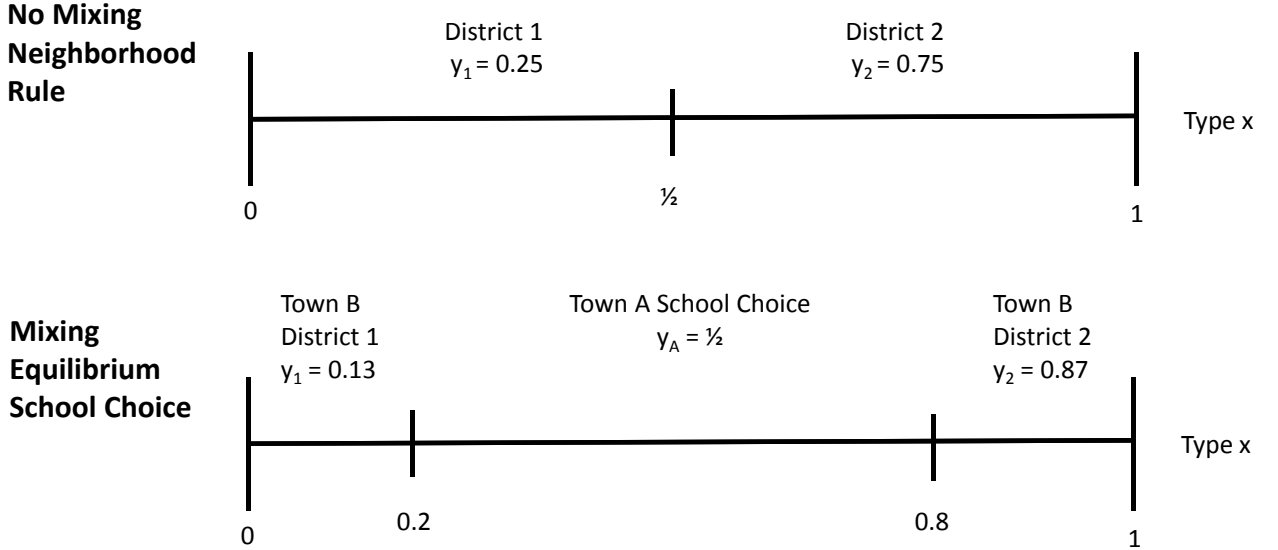 No Mixing
Neighborhood
Rule
District 1
y₁ = 0.25
District 2
y₂ = 0.75
Type x
0
½
1
Mixing
Equilibrium
School Choice
Town B
District 1
y₁ = 0.13
Town A School Choice
y_A = ½
Town B
District 2
y₂ = 0.87
Type x
0
0.2
0.8
1